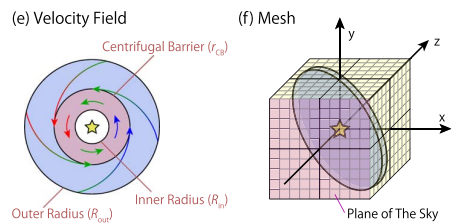 (e) Velocity Field
Centrifugal Barrier (rCB)
Inner Radius (Rin)
Outer Radius (Rout)
(f) Mesh
y
z
x
Plane of The Sky